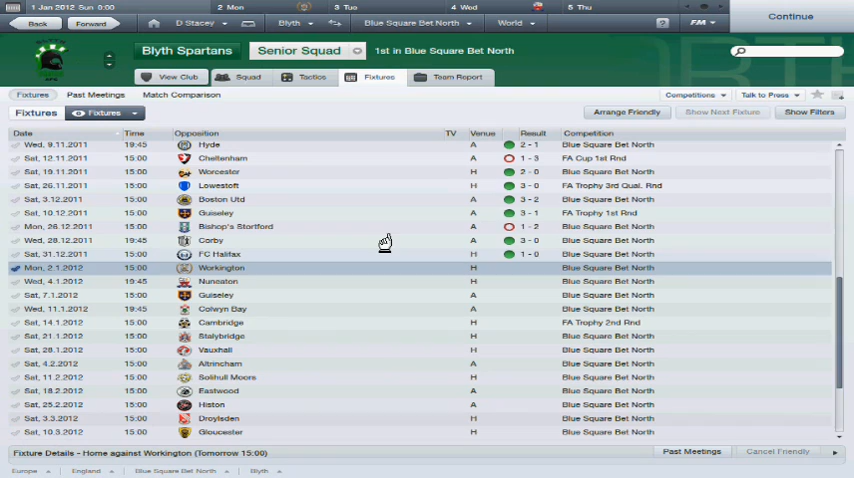 1 Jan 2012 Sun 0:00 2 Mon 3 Tue 4 Wed 5 Thu
Back Forward D Stacey Blyth Blue Square Bet North World ? FM Continue
Blyth Spartans Senior Squad 1st in Blue Square Bet North
View Club Squad Tactics Fixtures Team Report
Fixtures Past Meetings Match Comparison Competitions Talk to Press
Fixtures Fixtures Arrange Friendly Show Next Fixture Show Filters
Date Time Opposition TV Venue Result Competition
Wed, 9.11.2011 19:45 Hyde A 2 - 1 Blue Square Bet North
Sat, 12.11.2011 15:00 Cheltenham A 1 - 3 FA Cup 1st Rnd
Sat, 19.11.2011 15:00 Worcester H 2 - 0 Blue Square Bet North
Sat, 26.11.2011 15:00 Lowestoft H 3 - 0 FA Trophy 3rd Qual. Rnd
Sat, 3.12.2011 15:00 Boston Utd A 3 - 2 Blue Square Bet North
Sat, 10.12.2011 15:00 Guiseley A 3 - 1 FA Trophy 1st Rnd
Mon, 26.12.2011 15:00 Bishop's Stortford H 1 - 2 Blue Square Bet North
Wed, 28.12.2011 19:45 Corby A 3 - 0 Blue Square Bet North
Sat, 31.12.2011 15:00 FC Halifax H 1 - 0 Blue Square Bet North
Mon, 2.1.2012 15:00 Workington H Blue Square Bet North
Wed, 4.1.2012 19:45 Nuneaton H Blue Square Bet North
Sat, 7.1.2012 15:00 Guiseley A Blue Square Bet North
Wed, 11.1.2012 19:45 Colwyn Bay A Blue Square Bet North
Sat, 14.1.2012 15:00 Cambridge H FA Trophy 2nd Rnd
Sat, 21.1.2012 15:00 Stalybridge H Blue Square Bet North
Sat, 28.1.2012 15:00 Vauxhall H Blue Square Bet North
Sat, 4.2.2012 15:00 Altrincham A Blue Square Bet North
Sat, 11.2.2012 15:00 Solihull Moors H Blue Square Bet North
Sat, 18.2.2012 15:00 Eastwood A Blue Square Bet North
Sat, 25.2.2012 15:00 Histon A Blue Square Bet North
Sat, 3.3.2012 15:00 Droylsden H Blue Square Bet North
Sat, 10.3.2012 15:00 Gloucester H Blue Square Bet North
Fixture Details - Home against Workington (Tomorrow 15:00) Past Meetings Cancel Friendly
Europe England Blue Square Bet North Blyth